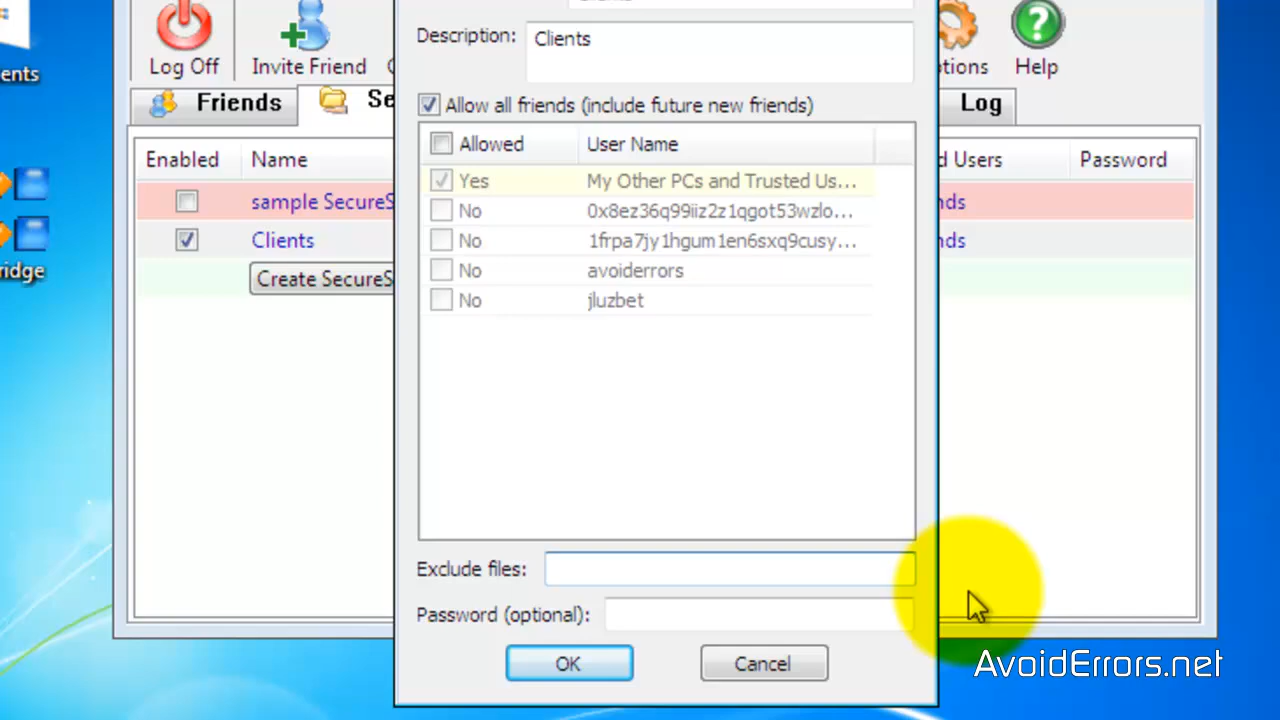 ents
ridge
Log Off
Invite Friend
tions
Help
Friends
Se
Log
Enabled
Name
d Users
Password
sample SecureS
nds
Clients
nds
Create SecureS
Description:
Clients
Allow all friends (include future new friends)
Allowed
User Name
Yes
My Other PCs and Trusted Us...
No
0x8ez36q99iiz2z1qgot53wzlo...
No
1frpa7jy1hgum1en6sxq9cusy...
No
avoiderrors
No
jluzbet
Exclude files:
Password (optional):
OK
Cancel
AvoidErrors.net